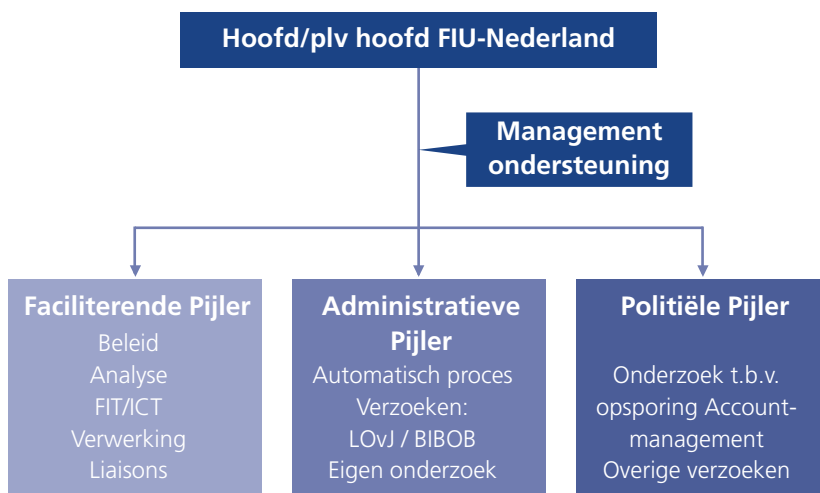 Hoofd/plv hoofd FIU-Nederland
Management
ondersteuning
Faciliterende Pijler
Beleid
Analyse
FIT/ICT
Verwerking
Liaisons
Administratieve
Pijler
Automatisch proces
Verzoeken:
LOvJ / BIBOB
Eigen onderzoek
Politiële Pijler
Onderzoek t.b.v.
opsporing Account-
management
Overige verzoeken